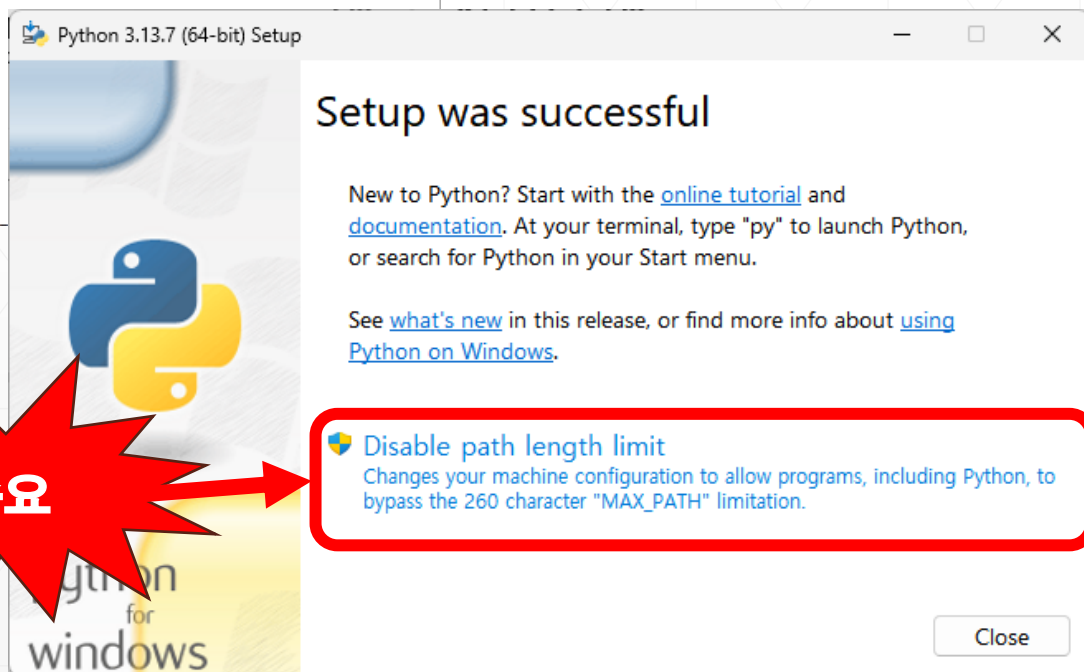 Python 3.13.7 (64-bit) Setup
Setup was successful
New to Python? Start with the online tutorial and
documentation. At your terminal, type "py" to launch Python,
or search for Python in your Start menu.
See what's new in this release, or find more info about using
Python on Windows.
Disable path length limit
Changes your machine configuration to allow programs, including Python, to
bypass the 260 character "MAX_PATH" limitation.
요
for
windows
Close